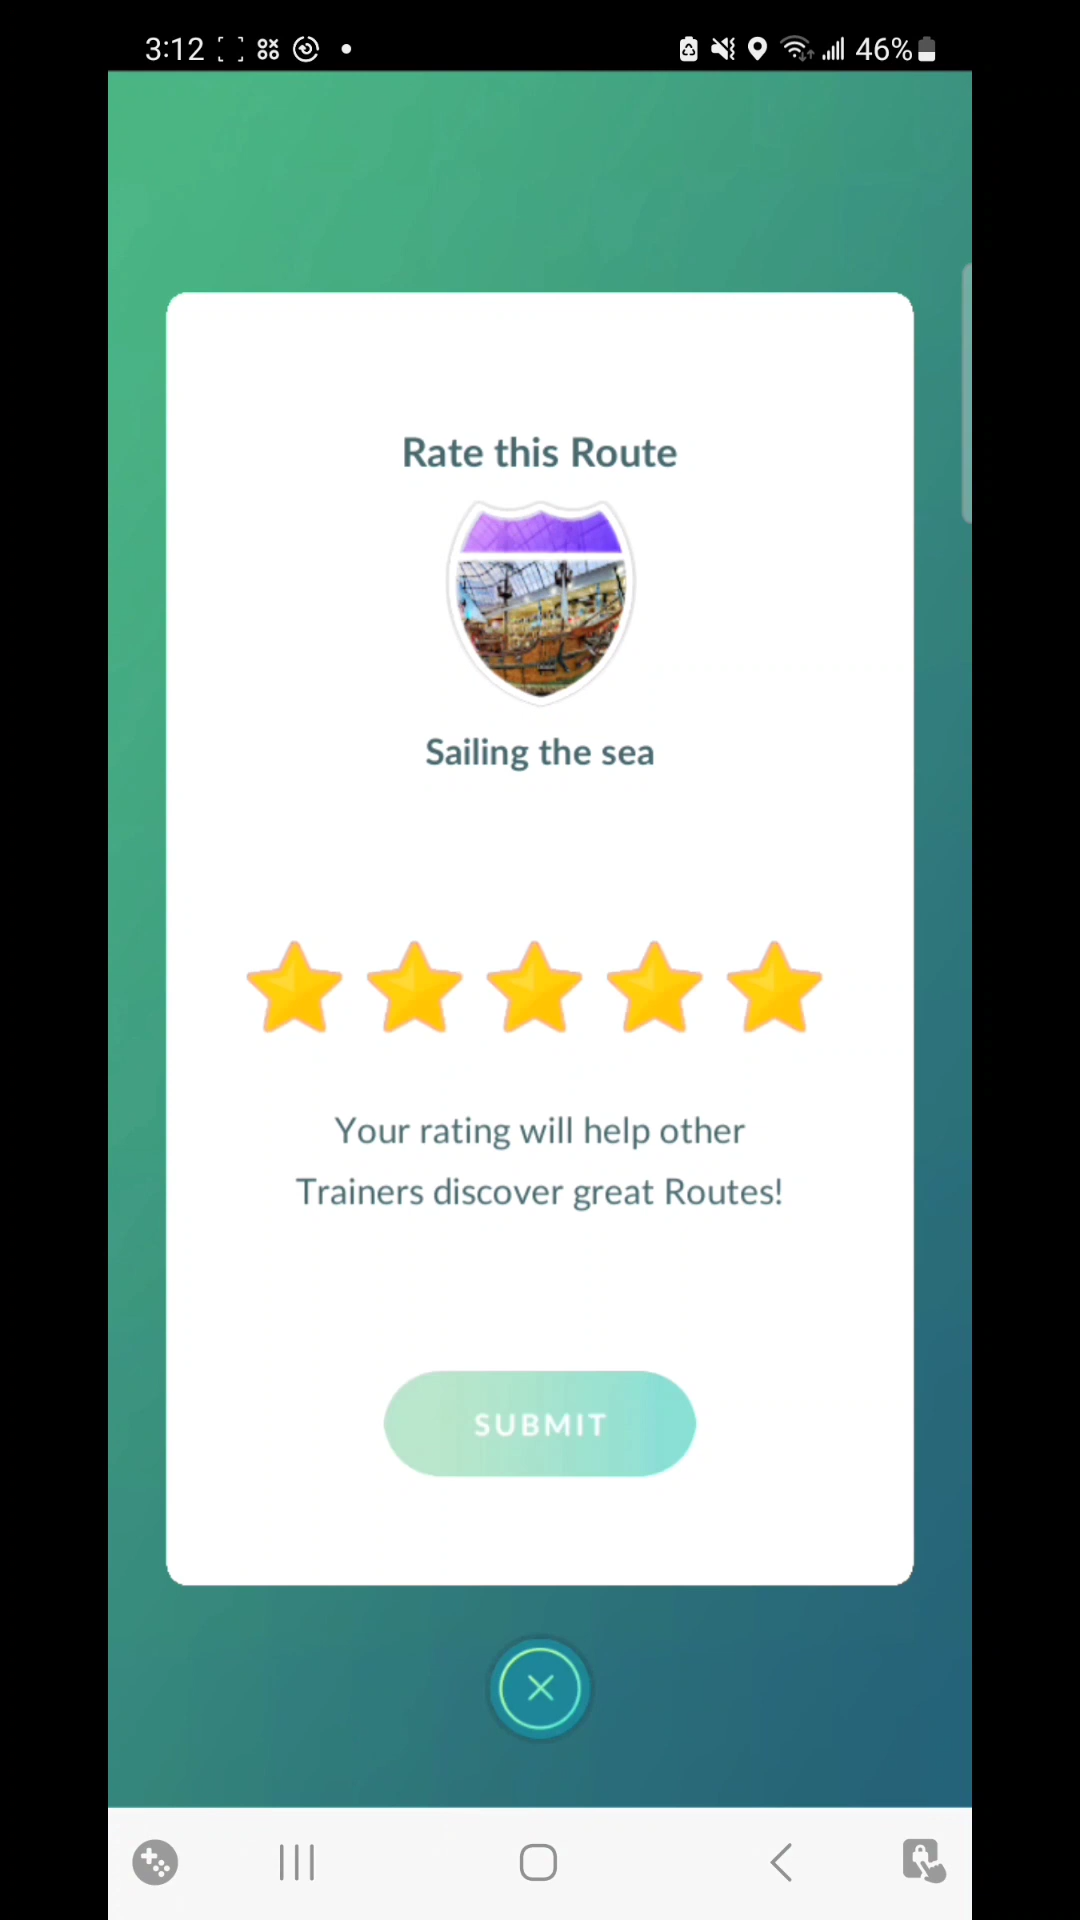 3:12
46%
Rate this Route
Sailing the sea
Your rating will help other
Trainers discover great Routes!
SUBMIT